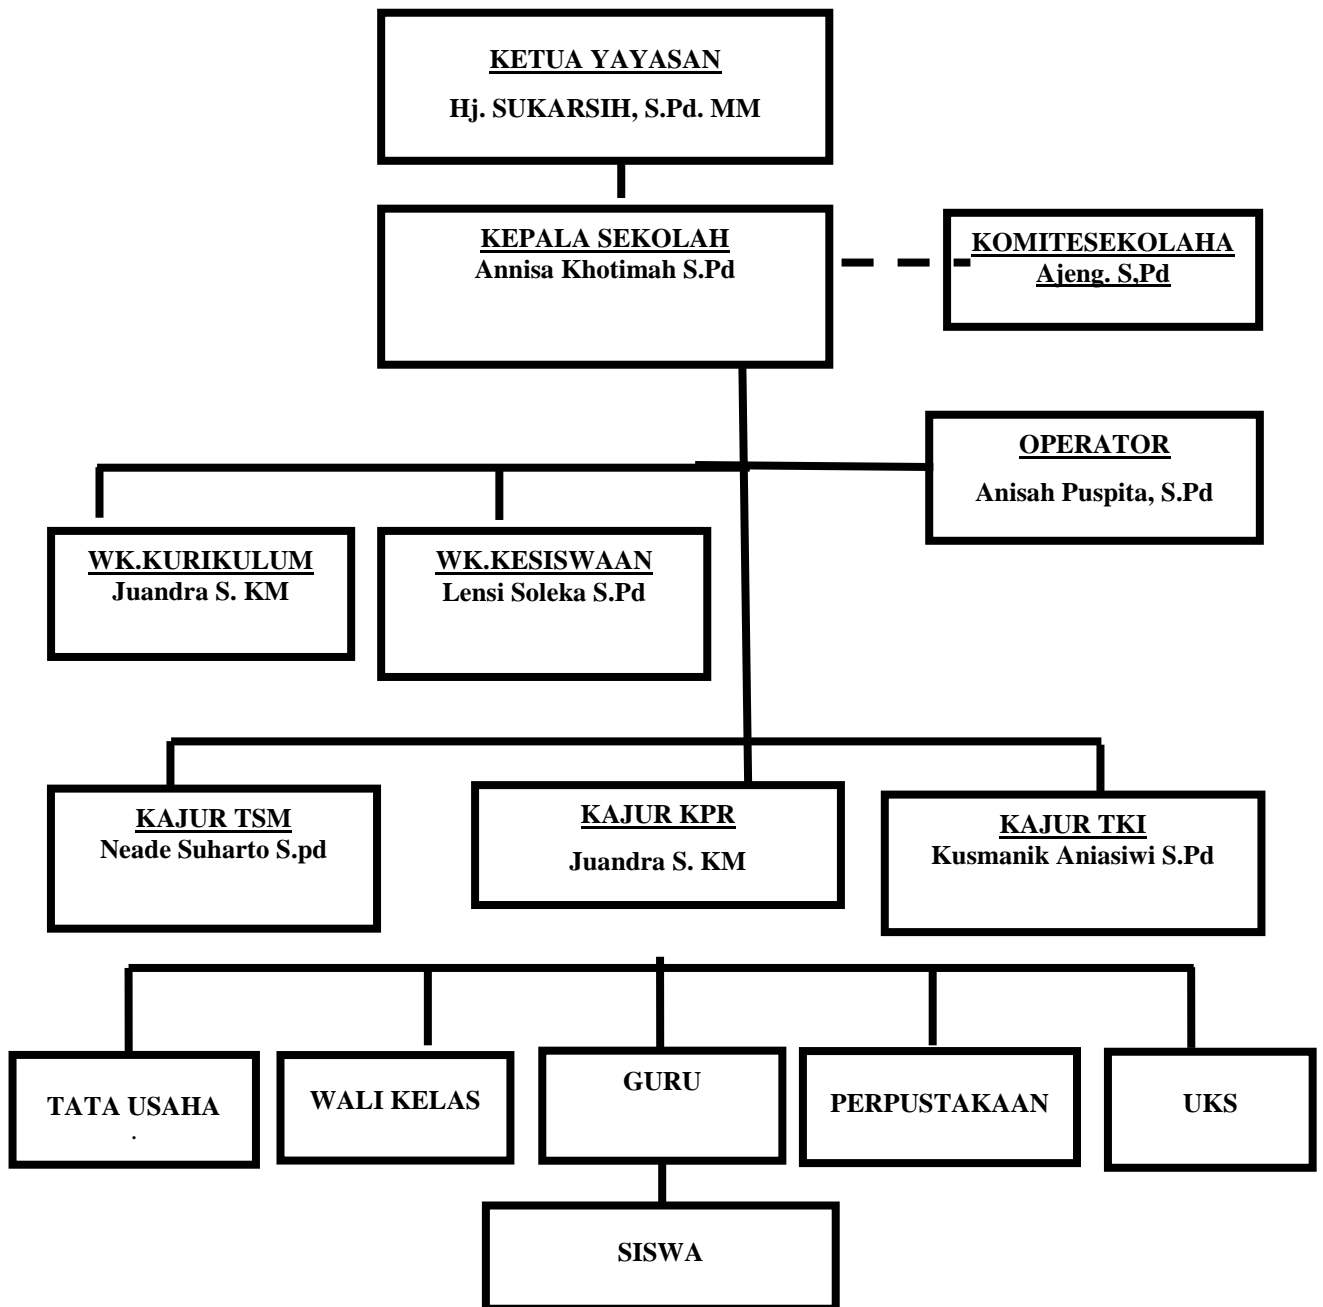 KETUA YAYASAN
Hj. SUKARSIH, S.Pd. MM
KEPALA SEKOLAH
Annisa Khotimah S.Pd
KOMITESEKOLAHA
Ajeng. S,Pd
OPERATOR
Anisah Puspita, S.Pd
WK.KURIKULUM
Juandra S. KM
WK.KESISWAAN
Lensi Soleka S.Pd
KAJUR TSM
Neade Suharto S.pd
KAJUR KPR
Juandra S. KM
KAJUR TKI
Kusmanik Aniasiwi S.Pd
TATA USAHA
.
WALI KELAS
GURU
PERPUSTAKAAN
UKS
SISWA